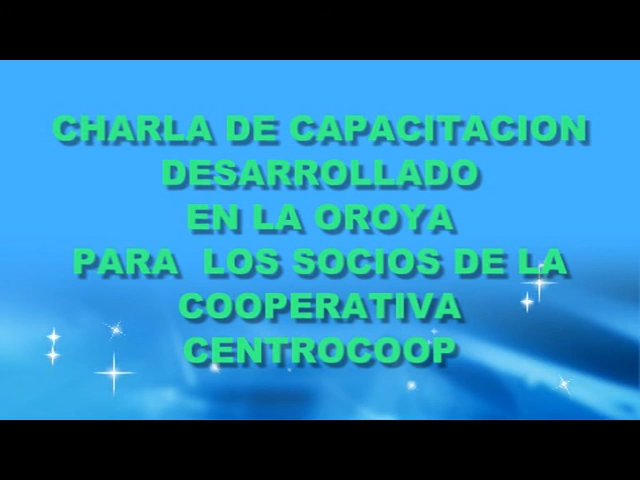 CHARLA DE CAPACITACION
DESARROLLADO
EN LA OROYA
PARA LOS SOCIOS DE LA
COOPERATIVA
CENTROCOOP